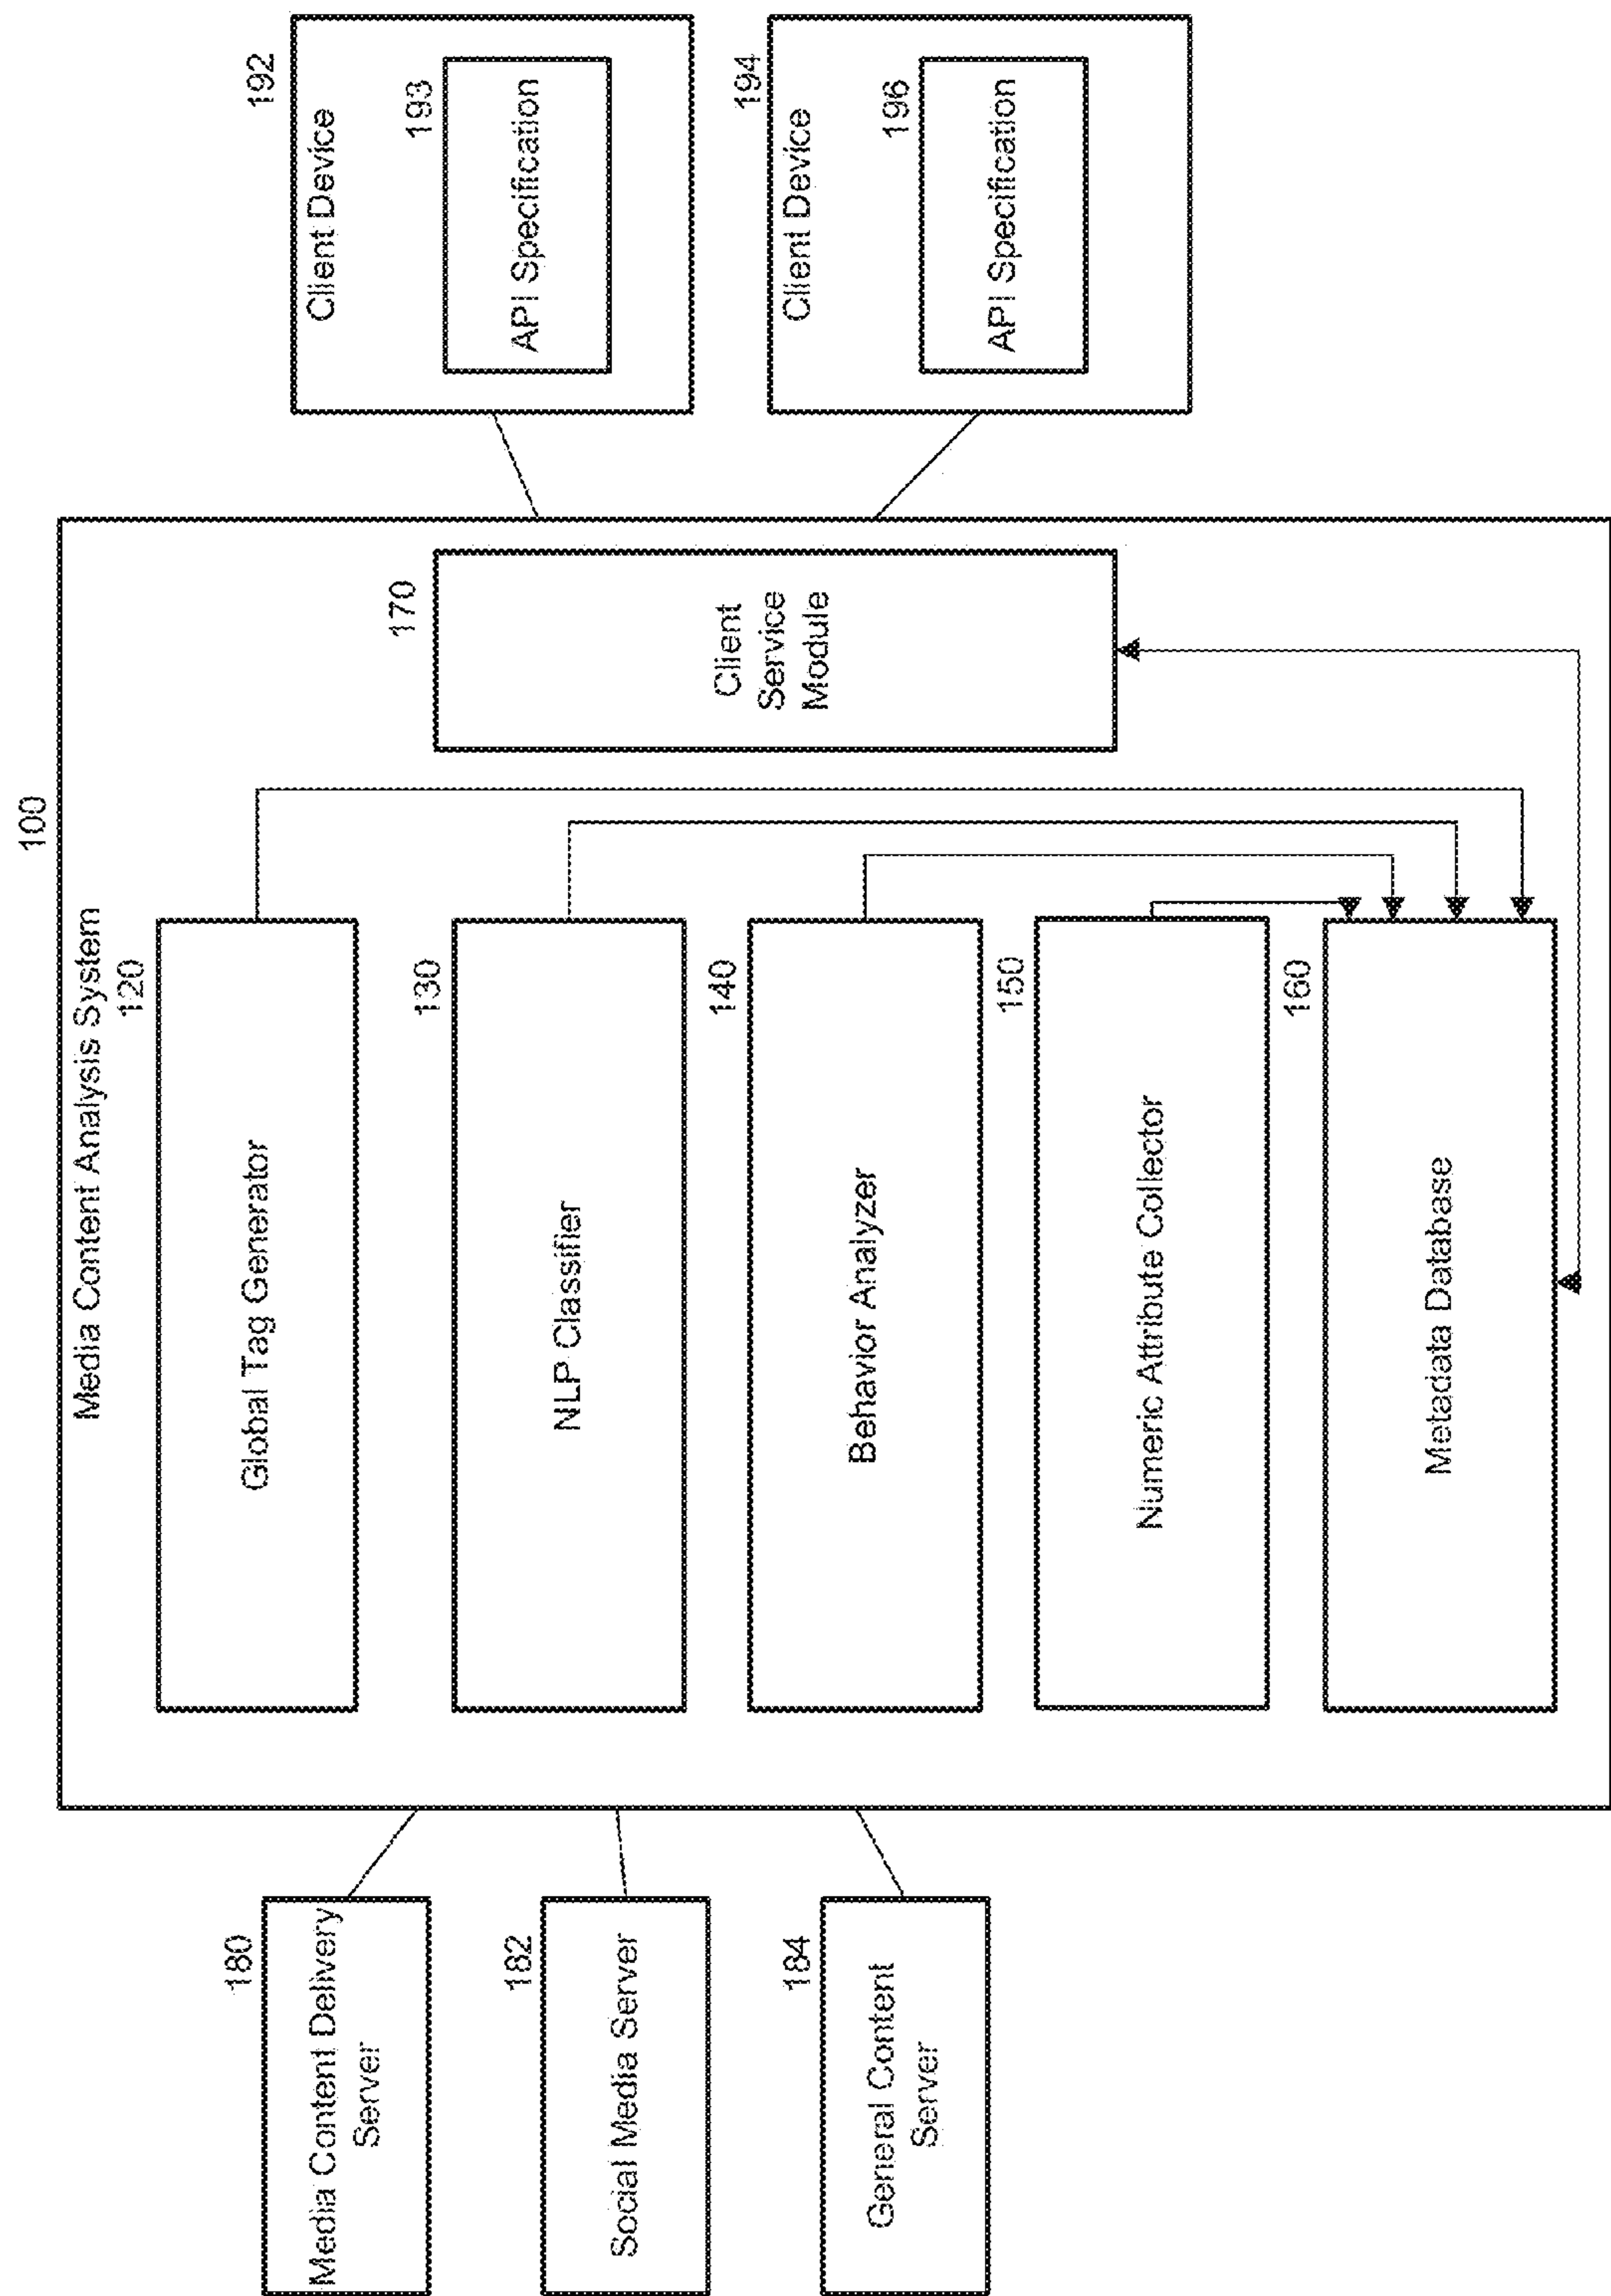 100
Media Content Analysis System
180
Media Content Delivery
Server
182
Social Media Server
184
General Content
Server
120
Global Tag Generator
130
NLP Classifier
140
Behavior Analyzer
150
Numeric Attribute Collector
160
Metadata Database
170
Client
Service
Module
192
Client Device
193
API Specification
194
Client Device
196
API Specification